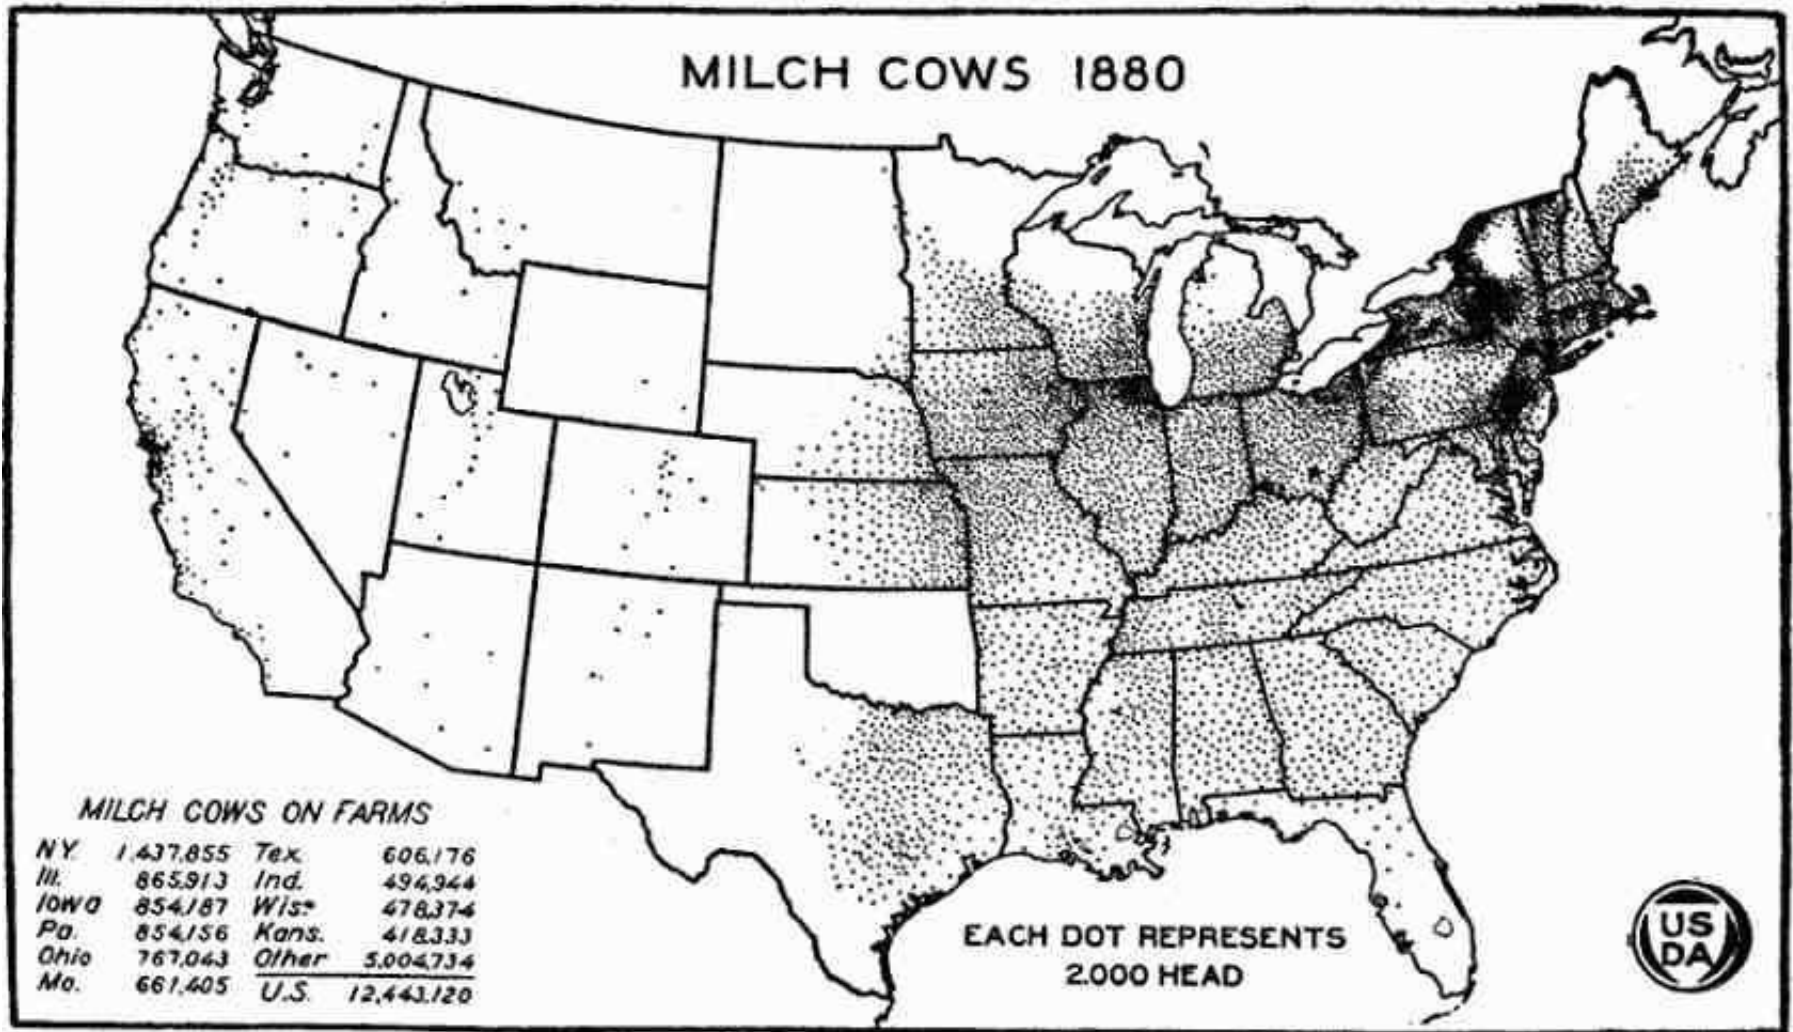 MILCH COWS 1880
MILCH COWS ON FARMS
N.Y. 1,437,855 Tex. 606,176
Ill. 865,913 Ind. 494,944
Iowa 854,187 Wis. 478,374
Pa. 854,156 Kans. 418,333
Ohio 767,043 Other 5,004,734
Mo. 661,405 U.S. 12,443,120
EACH DOT REPRESENTS
2,000 HEAD
US
DA